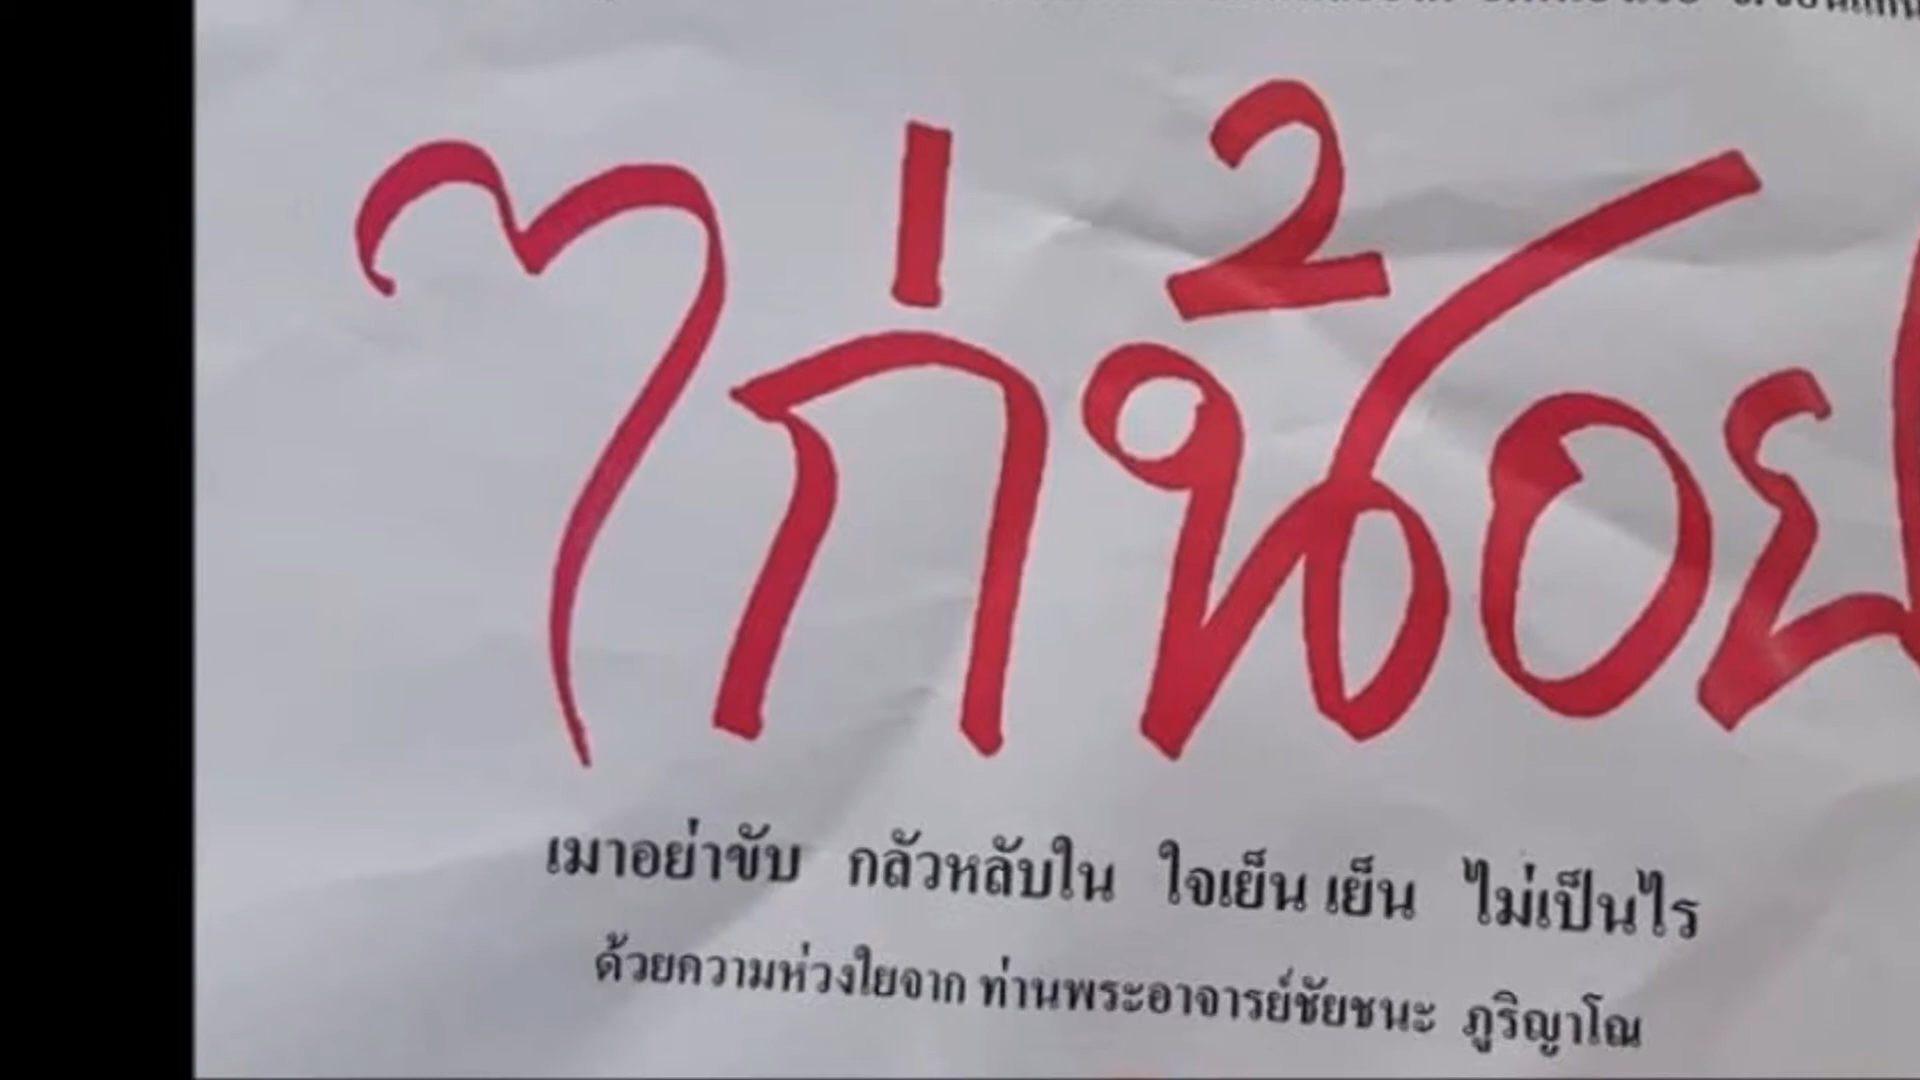 ไก่น้อย
เมาอย่าขับ กลัวหลับใน ใจเย็น เย็น ไม่เป็นไร
ด้วยความห่วงใยจาก ท่านพระอาจารย์ชัยชนะ ภูริญาโณ